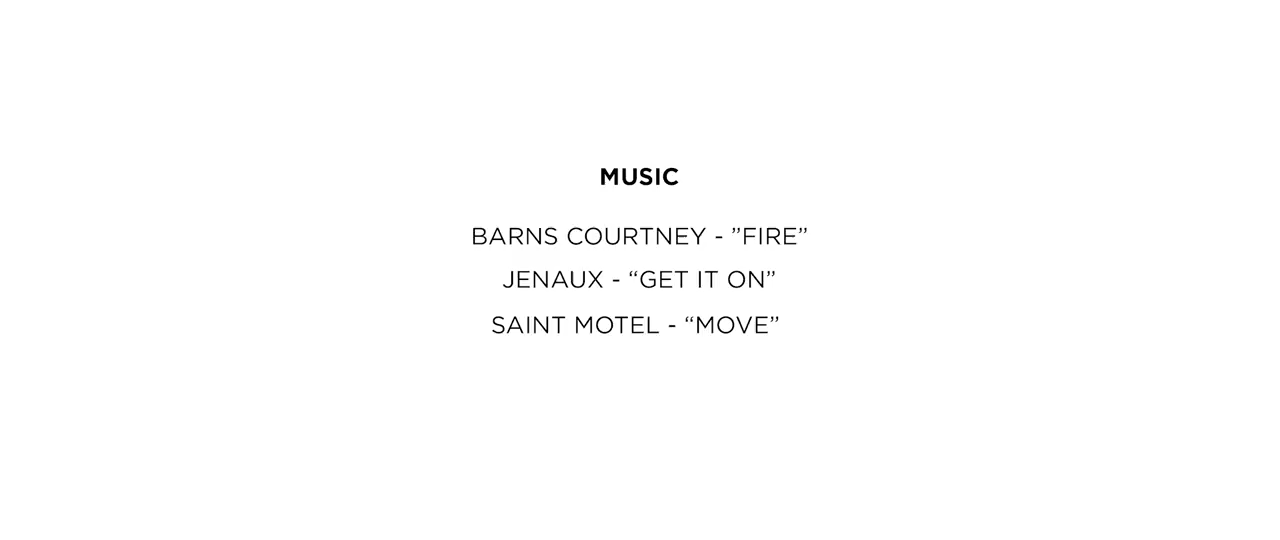 MUSIC
BARNS COURTNEY - ”FIRE”
JENAUX - “GET IT ON”
SAINT MOTEL - “MOVE”